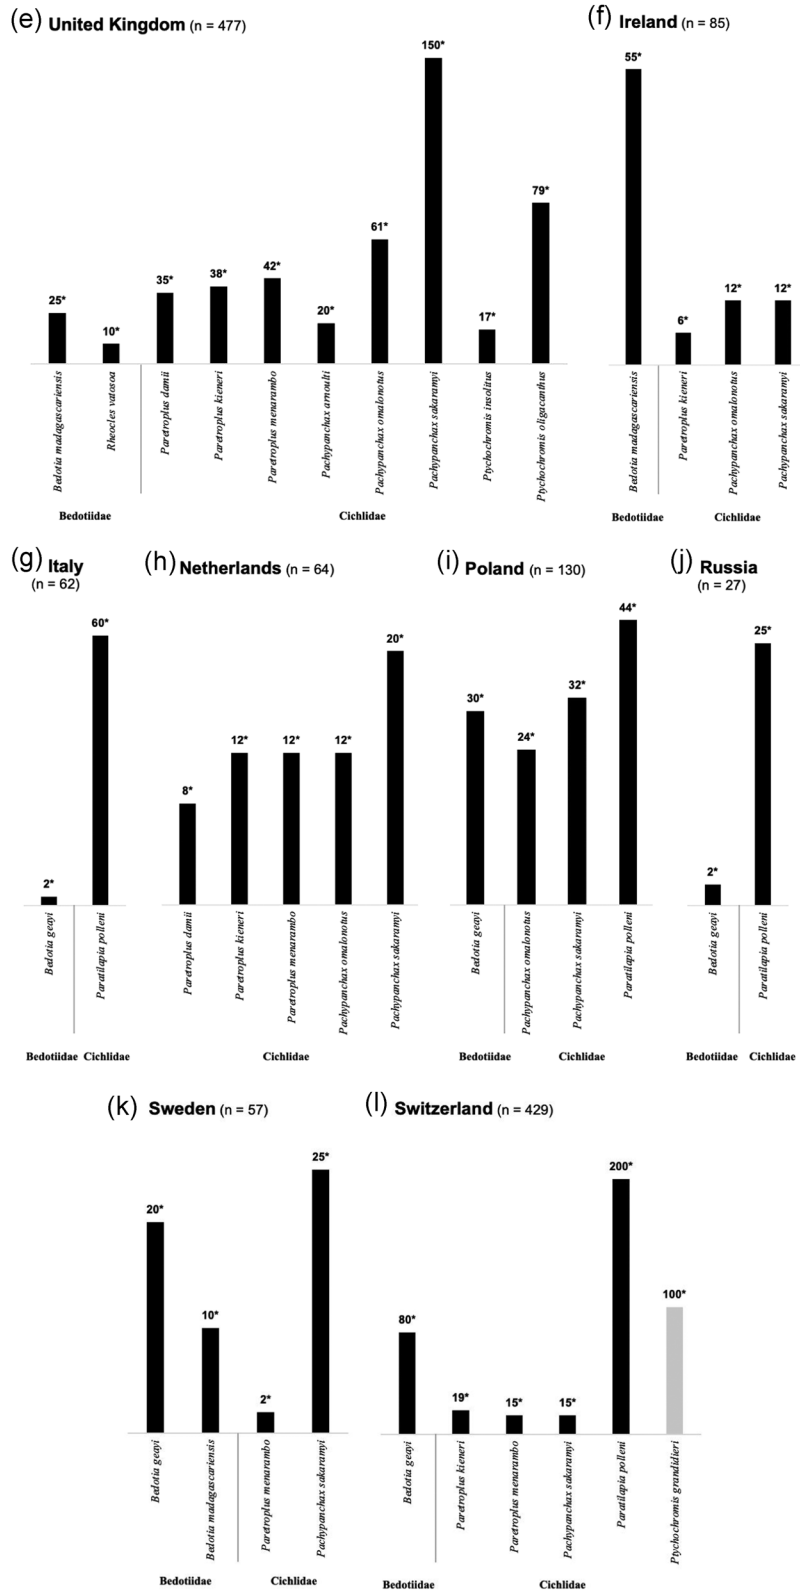 (e) United Kingdom (n = 477)
150*
79*
61*
42*
38*
35*
25*
20*
17*
10*
Bedotia madagascariensis
Rheocles vatosoa
Paretroplus damii
Paretroplus kieneri
Paretroplus menarambo
Pachypanchax arnoulti
Pachypanchax omalonotus
Pachypanchax sakaramyi
Ptychochromis insolitus
Ptychochromis oligacanthus
Bedotiidae
Cichlidae
(f) Ireland (n = 85)
55*
6*
12*
12*
Bedotia madagascariensis
Paretroplus kieneri
Pachypanchax omalonotus
Pachypanchax sakaramyi
Bedotiidae
Cichlidae
(g) Italy
(n = 62)
2*
60*
Bedotia geayi
Paratilapia polleni
Bedotiidae
Cichlidae
(h) Netherlands (n = 64)
8*
12*
12*
12*
20*
Paretroplus damii
Paretroplus kieneri
Paretroplus menarambo
Pachypanchax omalonotus
Pachypanchax sakaramyi
Cichlidae
(i) Poland (n = 130)
30*
24*
32*
44*
Bedotia geayi
Pachypanchax omalonotus
Pachypanchax sakaramyi
Paratilapia polleni
Bedotiidae
Cichlidae
(j) Russia
(n = 27)
2*
25*
Bedotia geayi
Paratilapia polleni
Bedotiidae
Cichlidae
(k) Sweden (n = 57)
20*
10*
2*
25*
Bedotia geayi
Bedotia madagascariensis
Paretroplus menarambo
Pachypanchax sakaramyi
Bedotiidae
Cichlidae
(l) Switzerland (n = 429)
80*
19*
15*
15*
200*
100*
Bedotia geayi
Paretroplus kieneri
Paretroplus menarambo
Pachypanchax sakaramyi
Paratilapia polleni
Ptychochromis grandidieri
Bedotiidae
Cichlidae